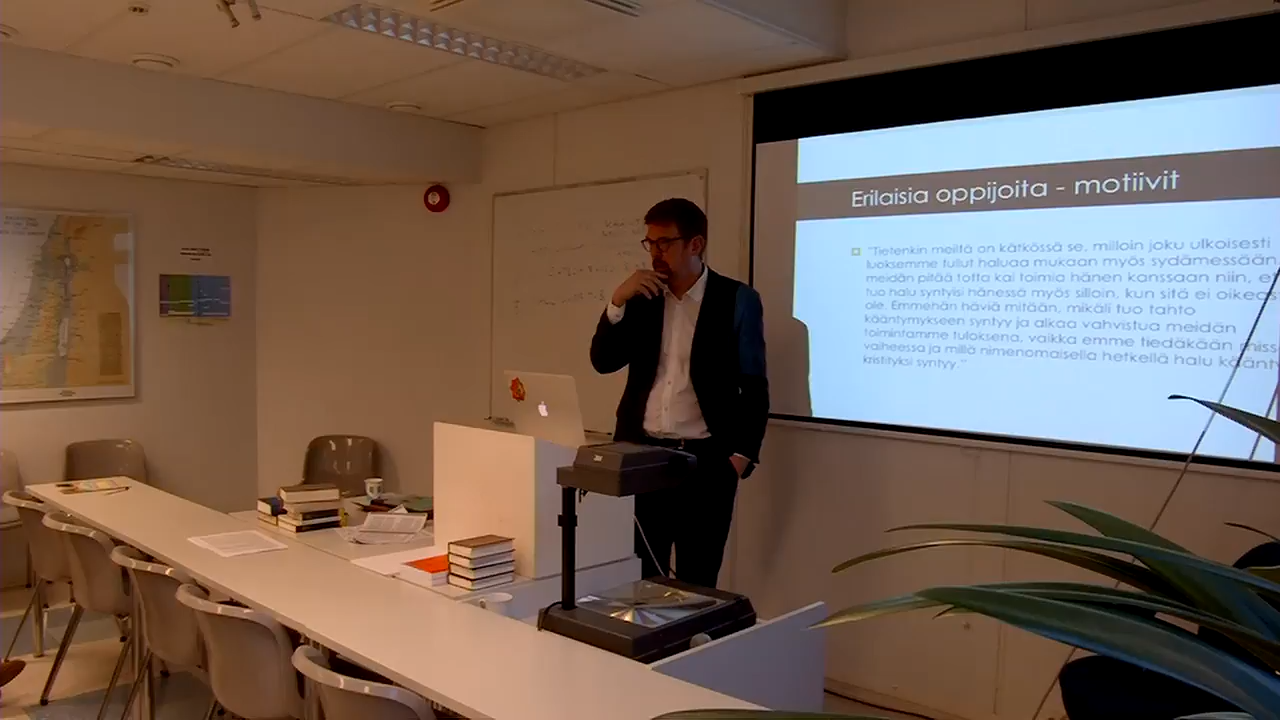 Erilaisia oppijoita - motiivit
"Tietenkin meiltä on kätkössä se, milloin joku ulkoisesti
luoksemme tullut haluaa mukaan myös sydämessään,
meidän pitää totta kai toimia hänen kanssaan niin, et
tuo halu syntyisi hänessä myös silloin, kun sitä ei oikeas
ole. Emmehän häviä mitään, mikäli tuo tahto
kääntymykseen syntyy ja alkaa vahvistua meidän
toimintamme tuloksena, vaikka emme tiedäkään miss
vaiheessa ja millä nimenomaisella hetkellä halu käänt
kristityksi syntyy."